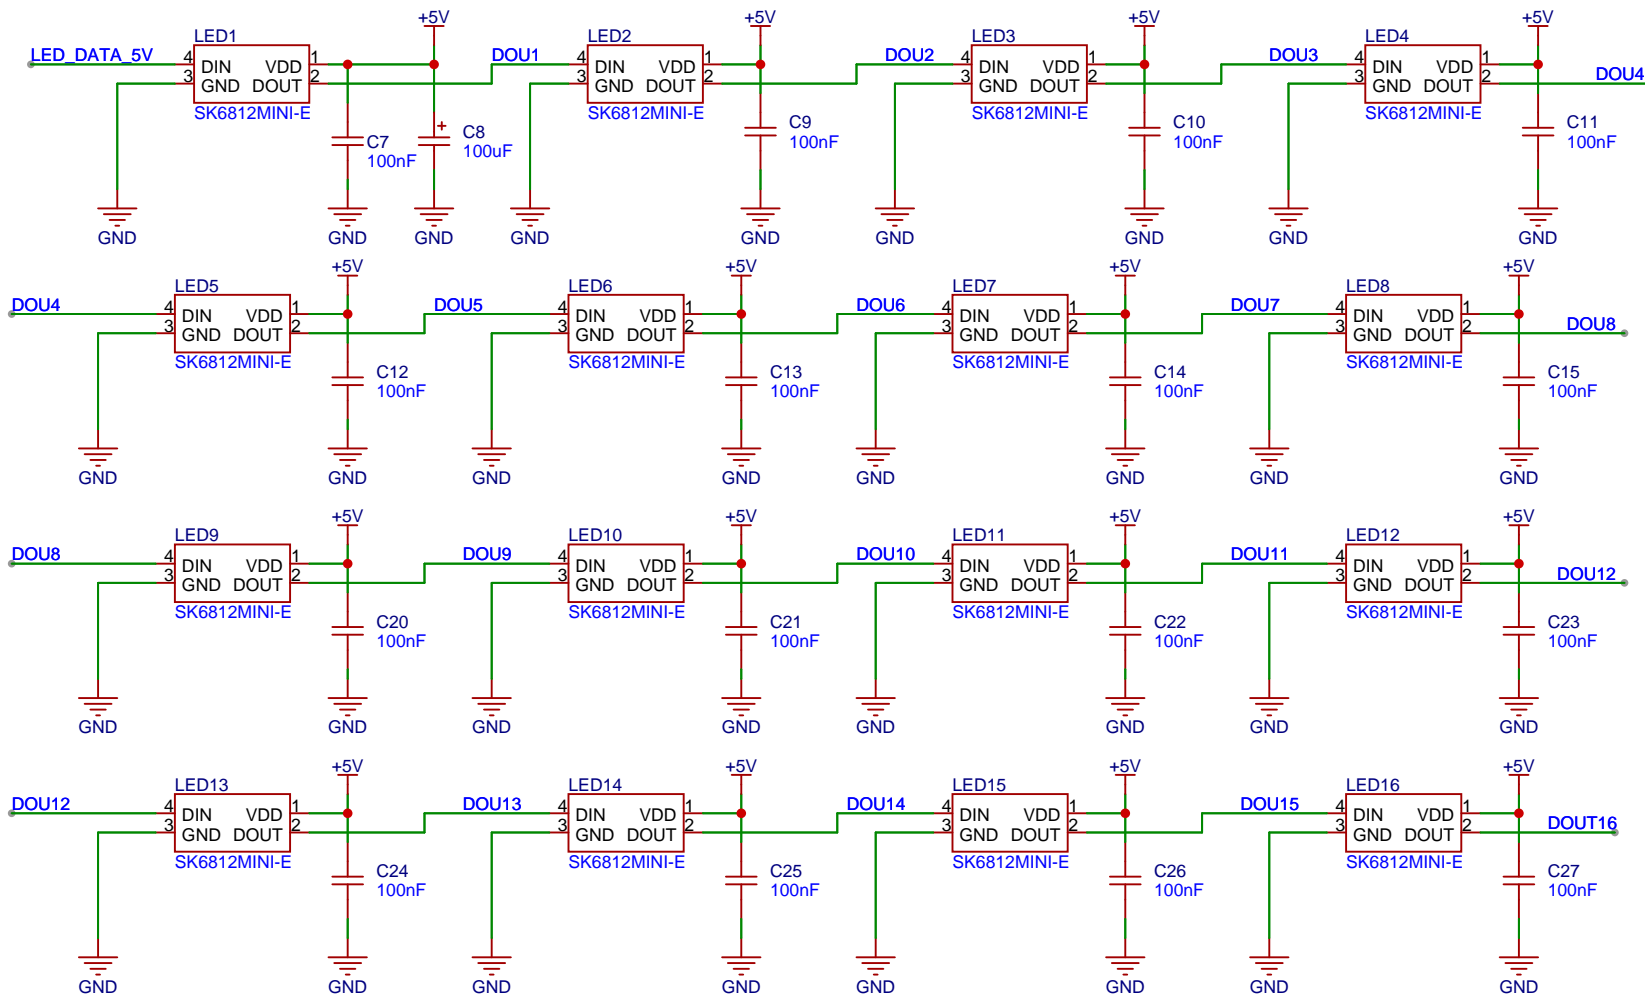 +5V +5V +5V +5V
LED1 LED2 LED3 LED4
LED_DATA_5V 4 DIN VDD 1 DOU1 4 DIN VDD 1 DOU2 4 DIN VDD 1 DOU3 4 DIN VDD 1
3 GND DOUT 2 3 GND DOUT 2 3 GND DOUT 2 3 GND DOUT 2 DOU4
SK6812MINI-E SK6812MINI-E SK6812MINI-E SK6812MINI-E
C7 + C8 C9 C10 C11
100nF 100uF 100nF 100nF 100nF
GND GND GND GND GND GND GND GND GND
+5V +5V +5V +5V
LED5 LED6 LED7 LED8
DOU4 4 DIN VDD 1 DOU5 4 DIN VDD 1 DOU6 4 DIN VDD 1 DOU7 4 DIN VDD 1
3 GND DOUT 2 3 GND DOUT 2 3 GND DOUT 2 3 GND DOUT 2 DOU8
SK6812MINI-E SK6812MINI-E SK6812MINI-E SK6812MINI-E
C12 C13 C14 C15
100nF 100nF 100nF 100nF
GND GND GND GND GND GND GND GND
+5V +5V +5V +5V
LED9 LED10 LED11 LED12
DOU8 4 DIN VDD 1 DOU9 4 DIN VDD 1 DOU10 4 DIN VDD 1 DOU11 4 DIN VDD 1
3 GND DOUT 2 3 GND DOUT 2 3 GND DOUT 2 3 GND DOUT 2 DOU12
SK6812MINI-E SK6812MINI-E SK6812MINI-E SK6812MINI-E
C20 C21 C22 C23
100nF 100nF 100nF 100nF
GND GND GND GND GND GND GND GND
+5V +5V +5V +5V
LED13 LED14 LED15 LED16
DOU12 4 DIN VDD 1 DOU13 4 DIN VDD 1 DOU14 4 DIN VDD 1 DOU15 4 DIN VDD 1
3 GND DOUT 2 3 GND DOUT 2 3 GND DOUT 2 3 GND DOUT 2 DOUT16
SK6812MINI-E SK6812MINI-E SK6812MINI-E SK6812MINI-E
C24 C25 C26 C27
100nF 100nF 100nF 100nF
GND GND GND GND GND GND GND GND